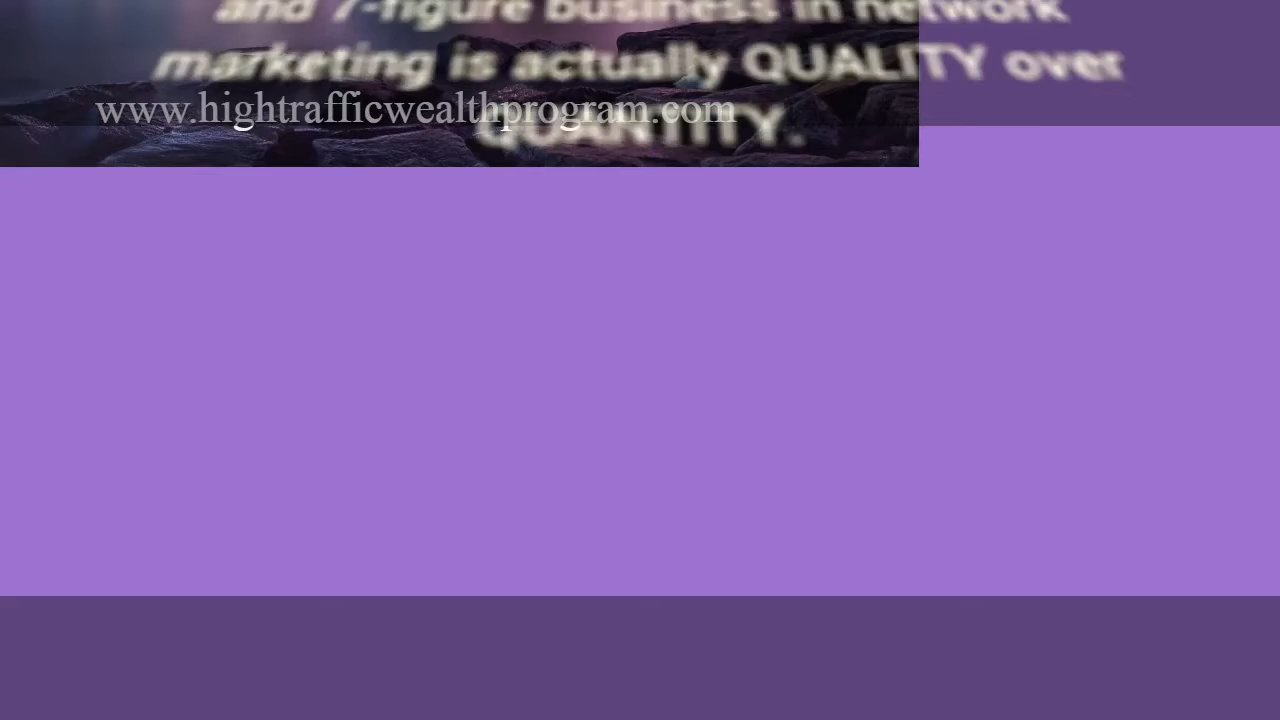 and 7-figure business in network
marketing is actually QUALITY over
www.hightrafficwealthprogram.com
QUANTITY.